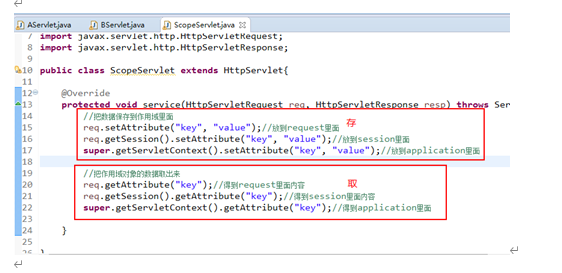 AServlet.java BServlet.java ScopeServlet.java
7 import javax.servlet.http.HttpServletRequest;
8 import javax.servlet.http.HttpServletResponse;
9
10 public class ScopeServlet extends HttpServlet{
11
12 @Override
13 protected void service(HttpServletRequest req, HttpServletResponse resp) throws Ser
14 //把数据保存到作用域里面 存
15 req.setAttribute("key", "value");//放到request里面
16 req.getSession().setAttribute("key", "value");//放到session里面
17 super.getServletContext().setAttribute("key", "value");//放到application里面
18
19 //把作用域对象的数据取出来 取
20 req.getAttribute("key");//得到request里面内容
21 req.getSession().getAttribute("key");//得到session里面内容
22 super.getServletContext().getAttribute("key");//得到application里面
23
24 }
25
26 }